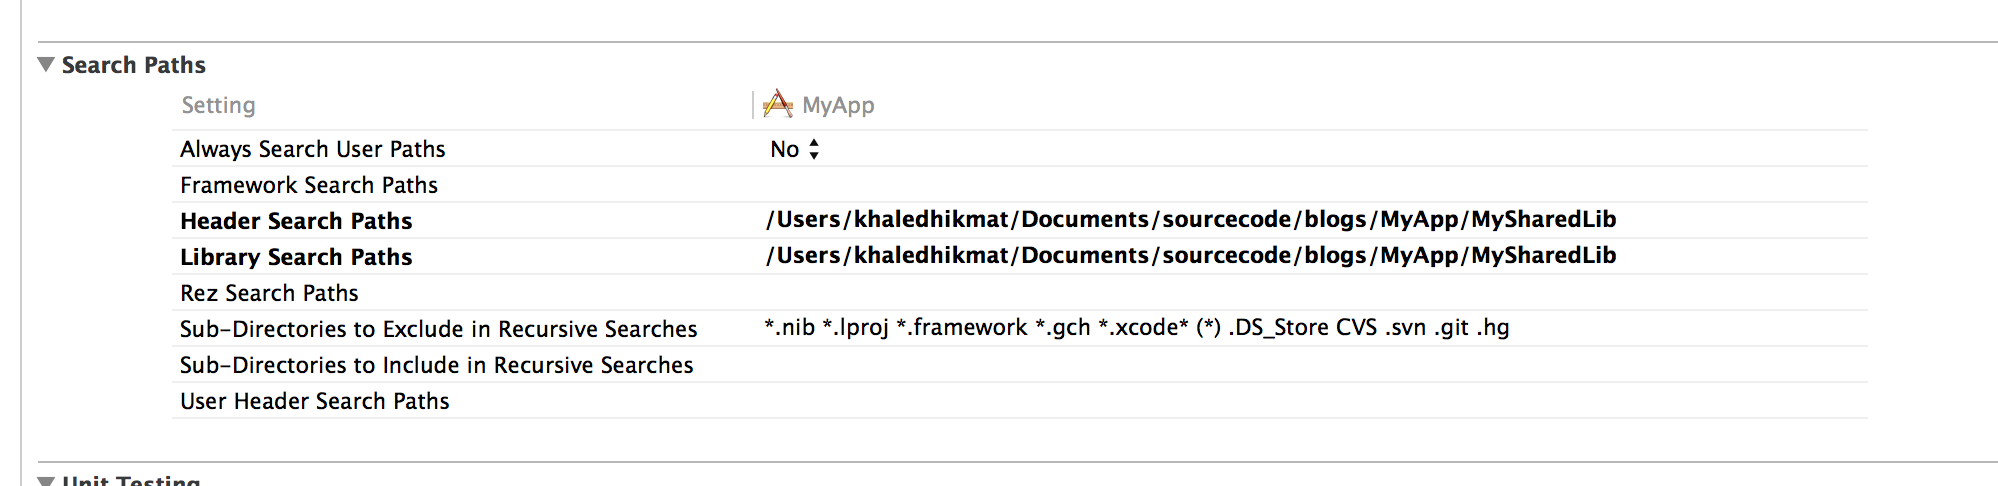 Search Paths
Setting MyApp
Always Search User Paths No
Framework Search Paths
Header Search Paths /Users/khaledhikmat/Documents/sourcecode/blogs/MyApp/MySharedLib
Library Search Paths /Users/khaledhikmat/Documents/sourcecode/blogs/MyApp/MySharedLib
Rez Search Paths
Sub-Directories to Exclude in Recursive Searches *.nib *.lproj *.framework *.gch *.xcode* (*) .DS_Store CVS .svn .git .hg
Sub-Directories to Include in Recursive Searches
User Header Search Paths
Unit Testing